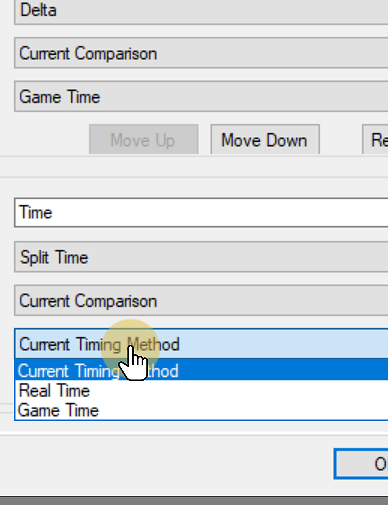 Delta
Current Comparison
Game Time
Move Up Move Down Re
Time
Split Time
Current Comparison
Current Timing Method
Current Timing Method
Real Time
Game Time
O